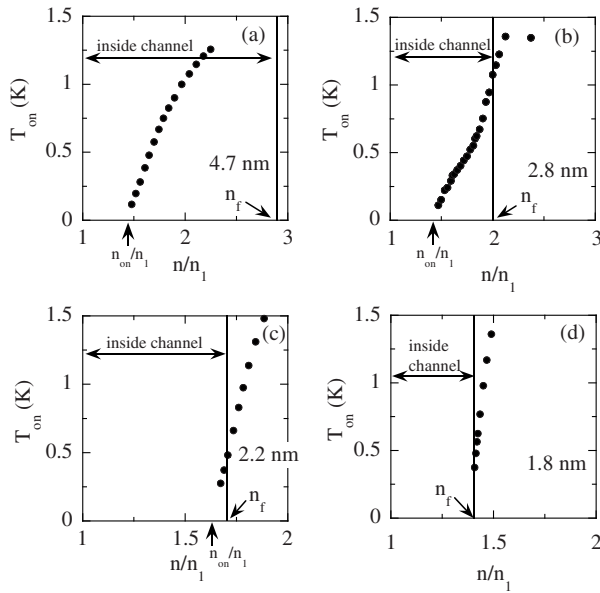 (a)
inside channel
4.7 nm
n_f
T_on (K)
1.5
1
0.5
0
1
2
3
n_on/n_1
n/n_1
(b)
inside channel
2.8 nm
n_f
T_on (K)
1.5
1
0.5
0
1
2
3
n_on/n_1
n/n_1
(c)
inside channel
2.2 nm
n_f
T_on (K)
1.5
1
0.5
0
1
1.5
2
n_on/n_1
n/n_1
(d)
inside
channel
1.8 nm
n_f
T_on (K)
1.5
1
0.5
0
1
1.5
2
n/n_1